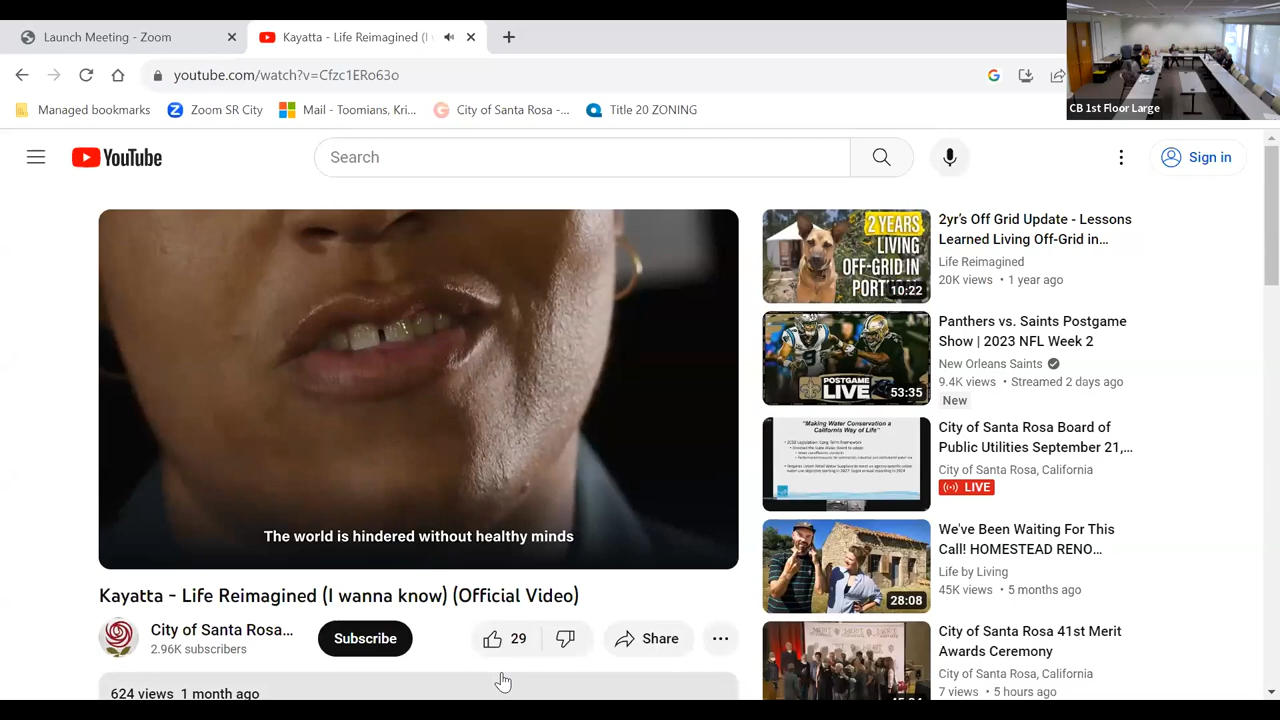 Launch Meeting - Zoom
Kayatta - Life Reimagined (I
youtube.com/watch?v=Cfzc1ERo63o
CB 1st Floor Large
Managed bookmarks
Zoom SR City
Mail - Toomians, Kri...
City of Santa Rosa -...
Title 20 ZONING
YouTube
Search
Sign in
The world is hindered without healthy minds
Kayatta - Life Reimagined (I wanna know) (Official Video)
City of Santa Rosa...
2.96K subscribers
Subscribe
29
Share
624 views 1 month ago
2 YEARS
LIVING
OFF-GRID IN
10:22
2yr's Off Grid Update - Lessons
Learned Living Off-Grid in...
Life Reimagined
20K views • 1 year ago
POSTGAME
LIVE
53:35
Panthers vs. Saints Postgame
Show | 2023 NFL Week 2
New Orleans Saints
9.4K views • Streamed 2 days ago
New
"Making Water Conservation a
California Way of Life"
City of Santa Rosa Board of
Public Utilities September 21,...
City of Santa Rosa, California
LIVE
28:08
We've Been Waiting For This
Call! HOMESTEAD RENO...
Life by Living
45K views • 5 months ago
City of Santa Rosa 41st Merit
Awards Ceremony
City of Santa Rosa, California
7 views • 5 hours ago